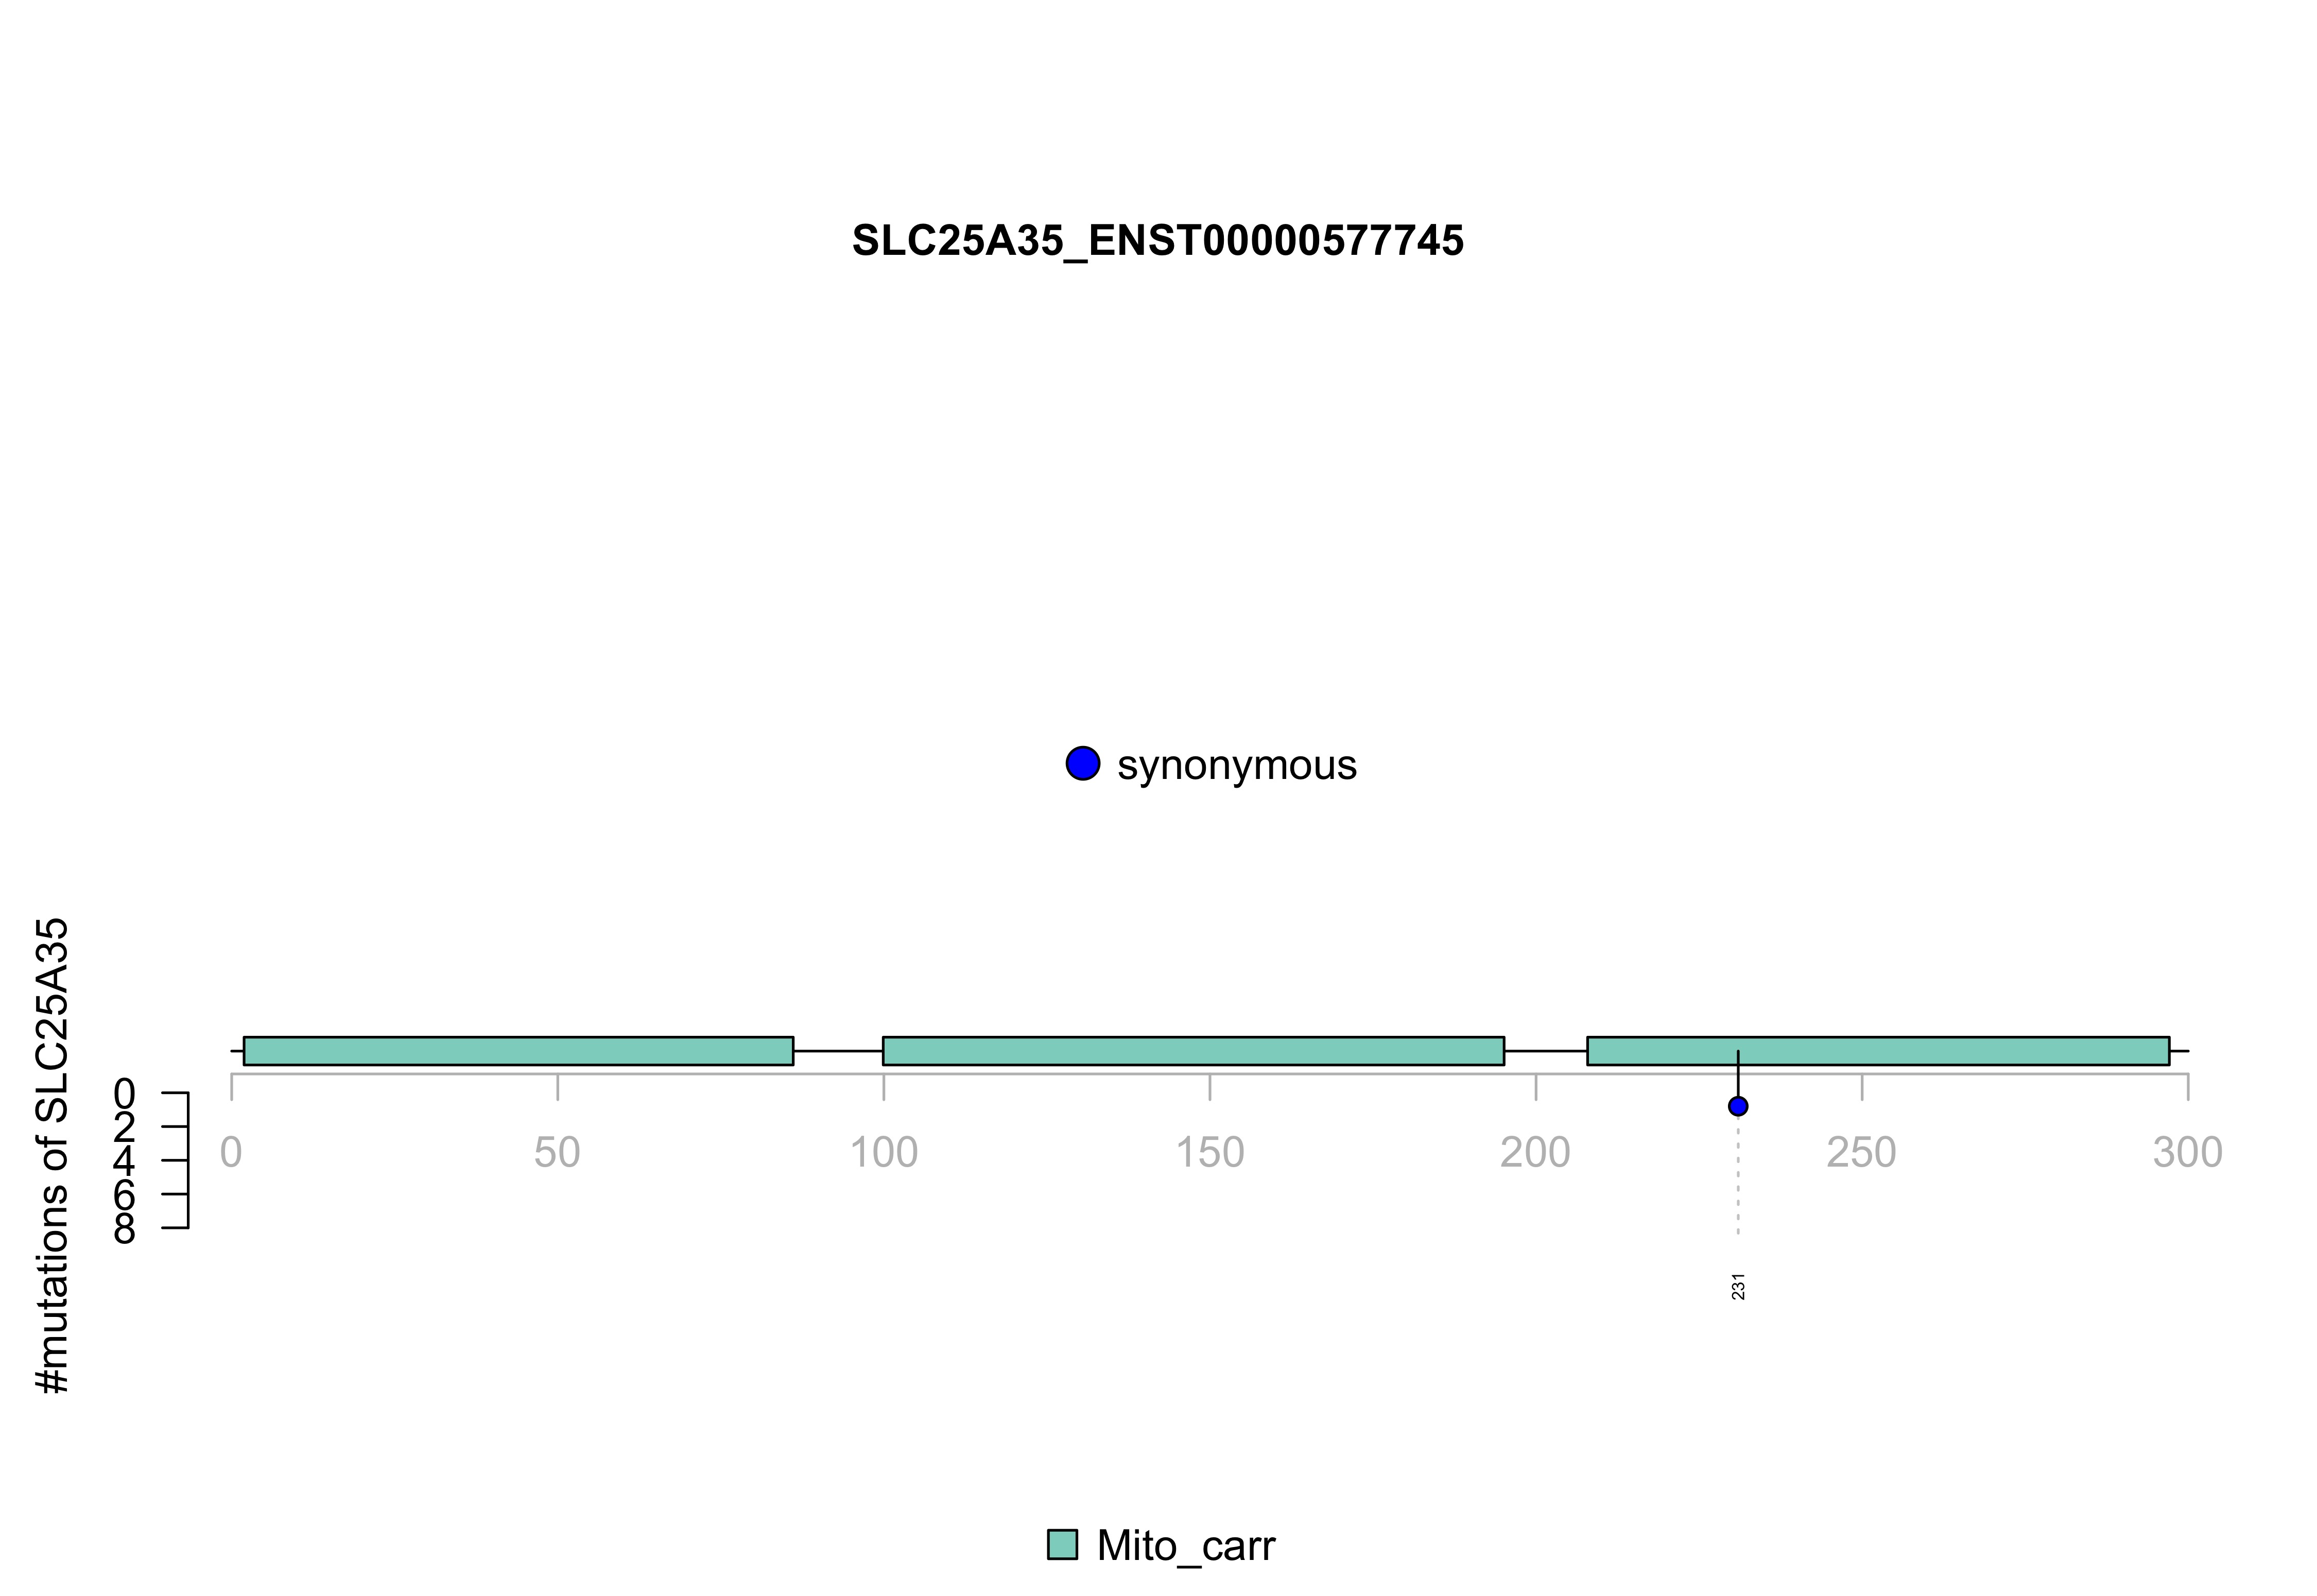 SLC25A35_ENST00000577745
synonymous
#mutations of SLC25A35
0
2
4
6
8
0 50 100 150 200 250 300
231
Mito_carr